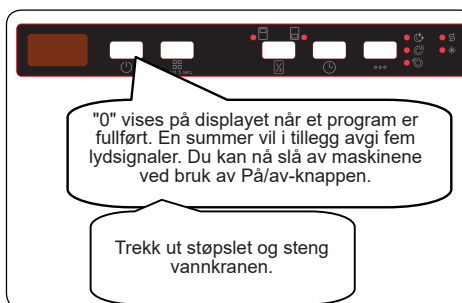 "0" vises på displayet når et program er
fullført. En summer vil i tillegg avgi fem
lydsignaler. Du kan nå slå av maskinene
ved bruk av På/av-knappen.
Trekk ut støpslet og steng
vannkranen.